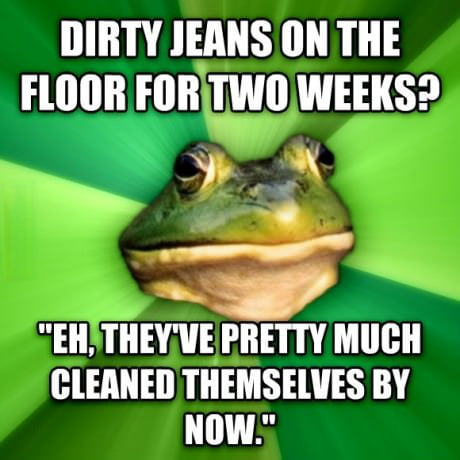 DIRTY JEANS ON THE
FLOOR FOR TWO WEEKS?
"EH, THEY'VE PRETTY MUCH
CLEANED THEMSELVES BY
NOW."